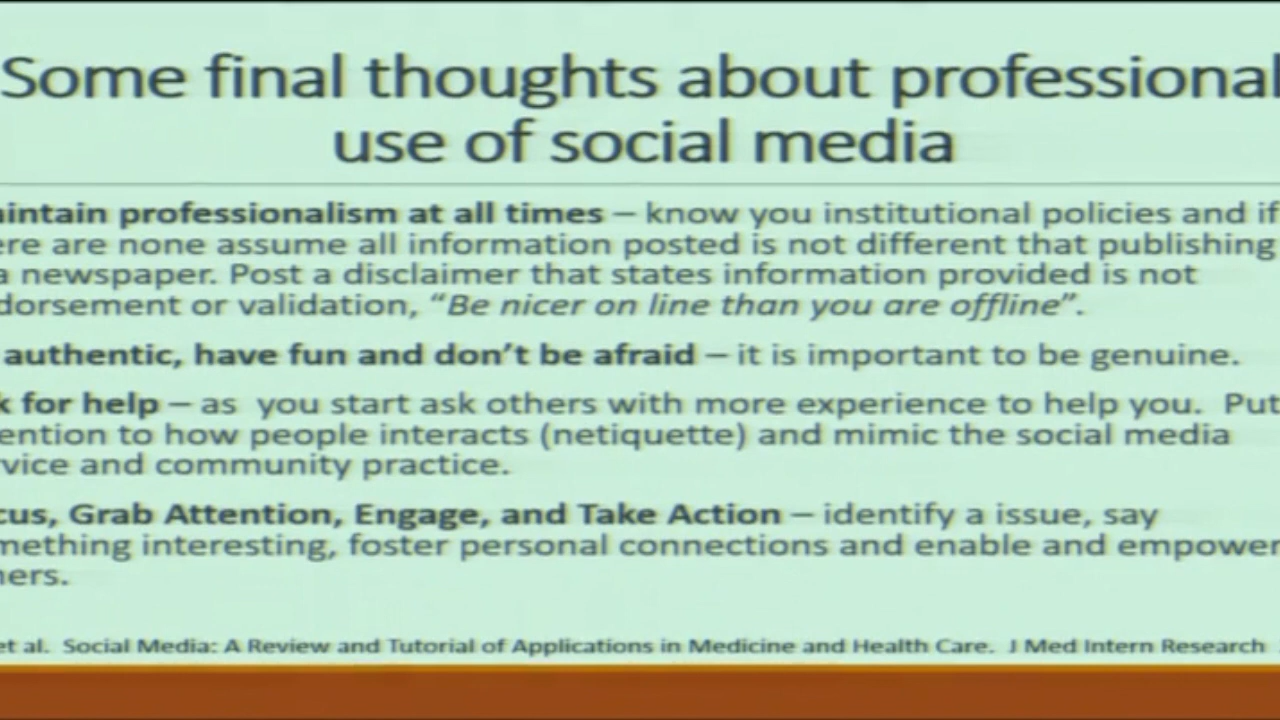 Some final thoughts about professional
use of social media
intain professionalism at all times – know you institutional policies and if
ere are none assume all information posted is not different that publishing
a newspaper. Post a disclaimer that states information provided is not
dorsement or validation, “Be nicer on line than you are offline”.
authentic, have fun and don’t be afraid – it is important to be genuine.
k for help – as you start ask others with more experience to help you. Put
ention to how people interacts (netiquette) and mimic the social media
vice and community practice.
cus, Grab Attention, Engage, and Take Action – identify a issue, say
mething interesting, foster personal connections and enable and empower
ners.
et al. Social Media: A Review and Tutorial of Applications in Medicine and Health Care. J Med Intern Research